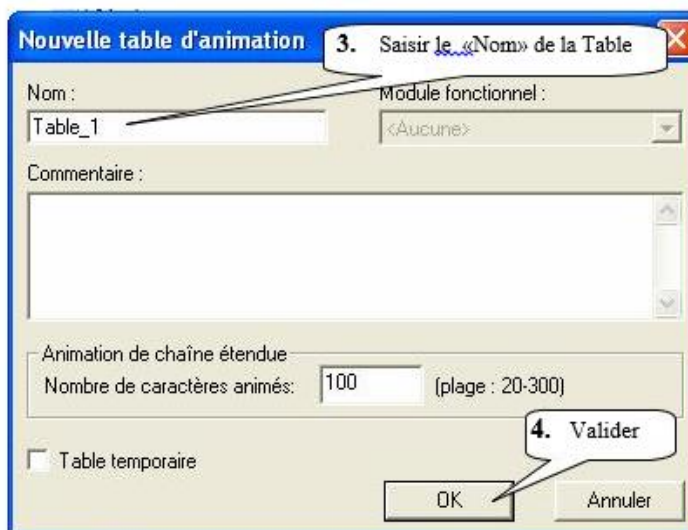 Nouvelle table d'animation
3. Saisir le «Nom» de la Table
Nom :
Module fonctionnel :
Table_1
<Aucune>
Commentaire :
Animation de chaîne étendue
Nombre de caractères animés:
100
(plage : 20-300)
4. Valider
Table temporaire
OK
Annuler